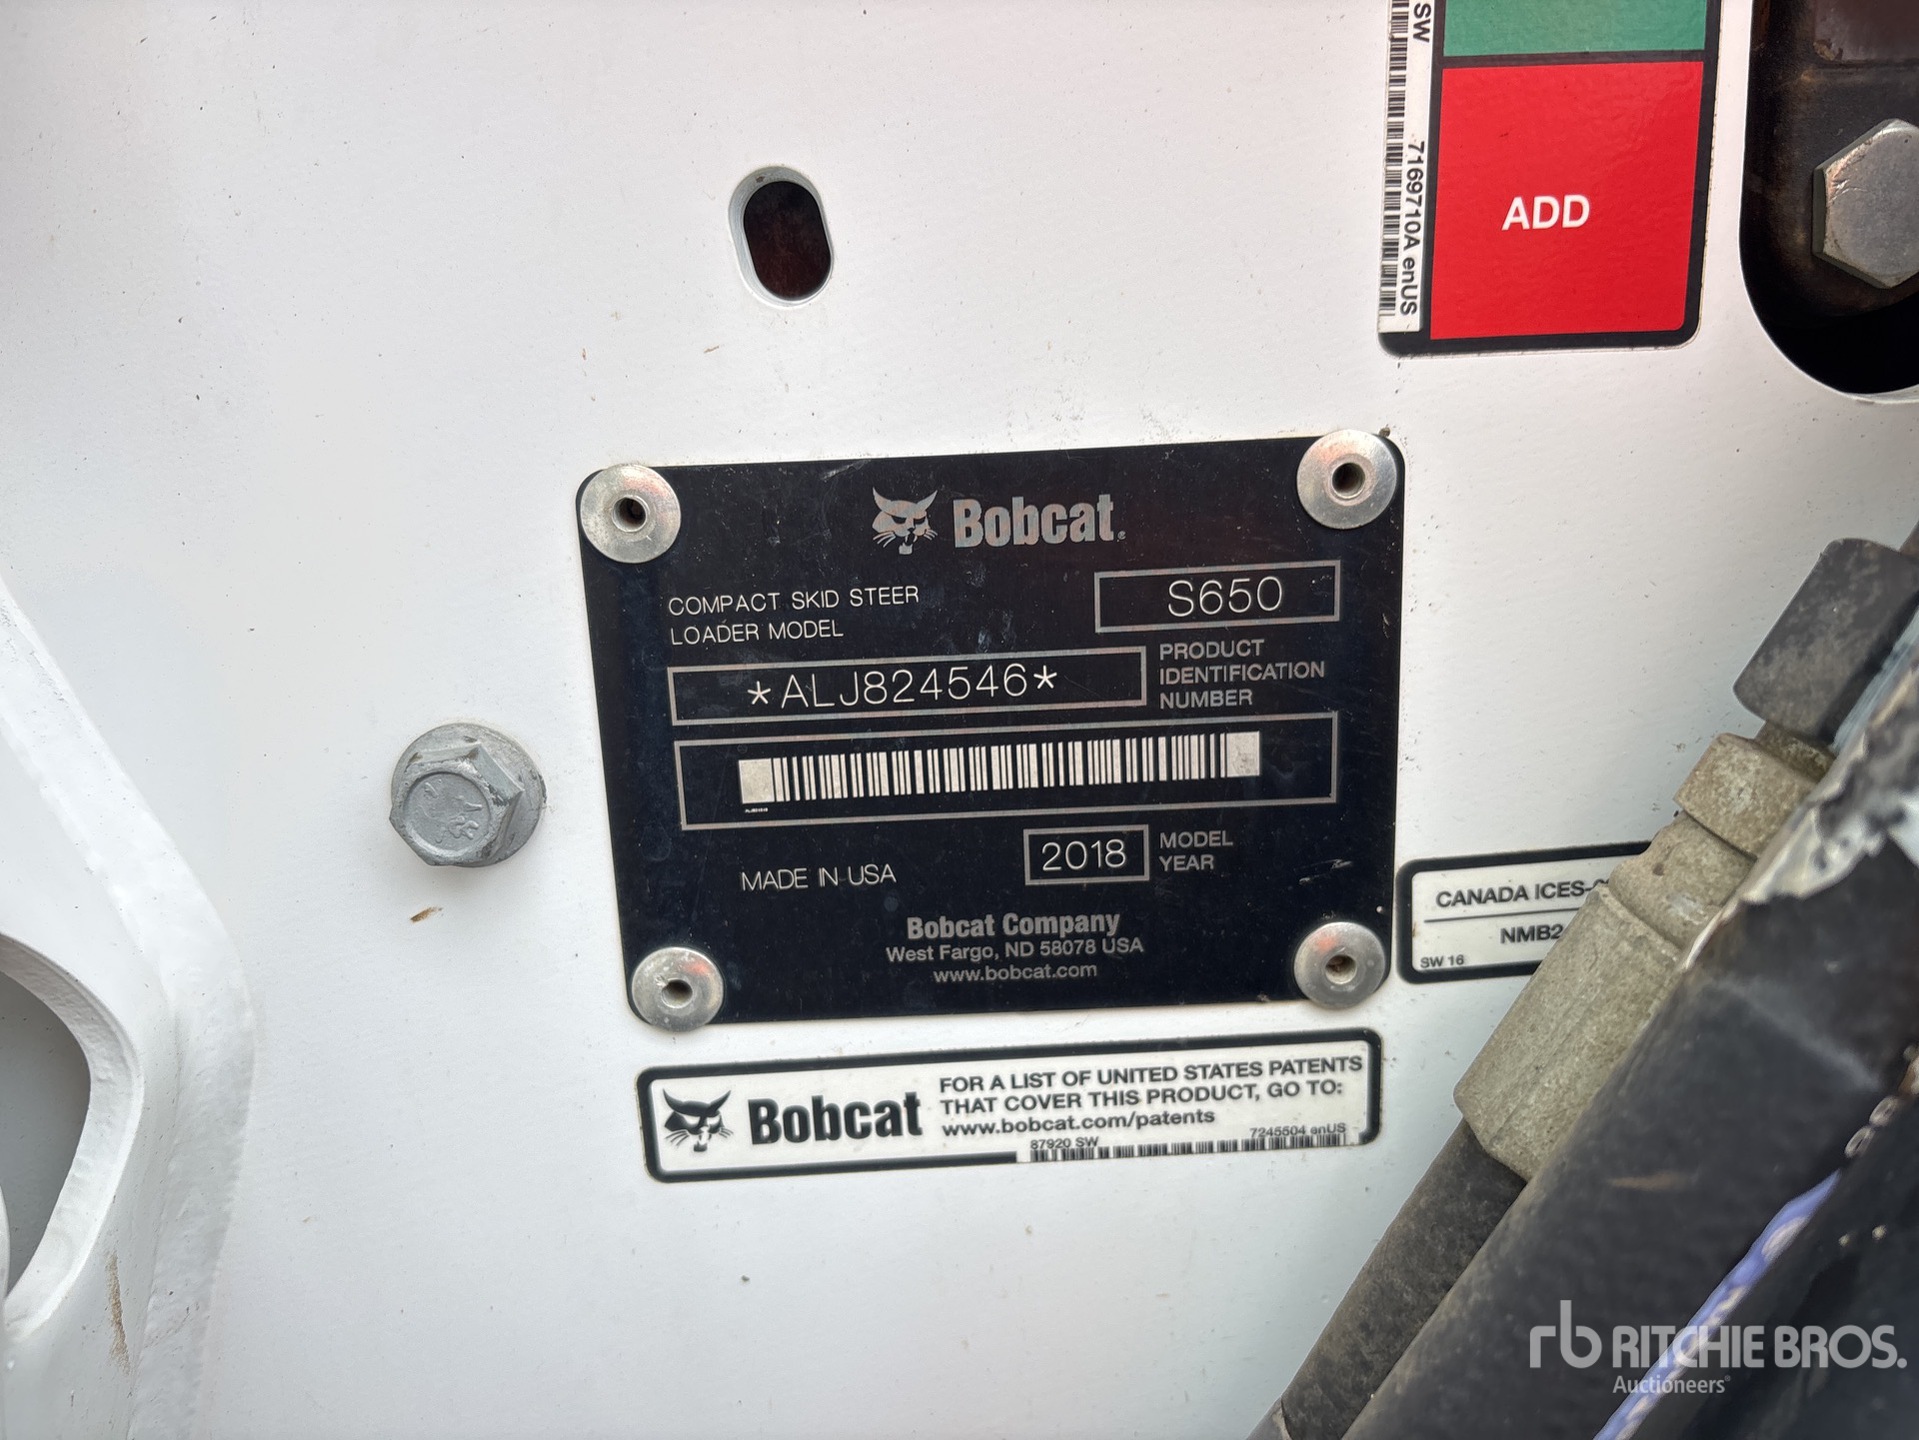 SW
7169710A enUS
ADD
Bobcat®
COMPACT SKID STEER
LOADER MODEL
S650
*ALJ824546*
PRODUCT
IDENTIFICATION
NUMBER
2018
MODEL
YEAR
MADE IN USA
Bobcat Company
West Fargo, ND 58078 USA
www.bobcat.com
CANADA ICES-
NMB2
SW 16
Bobcat
FOR A LIST OF UNITED STATES PATENTS
THAT COVER THIS PRODUCT, GO TO:
www.bobcat.com/patents
87920 SW
7245504 enUS
rb RITCHIE BROS.
Auctioneers®